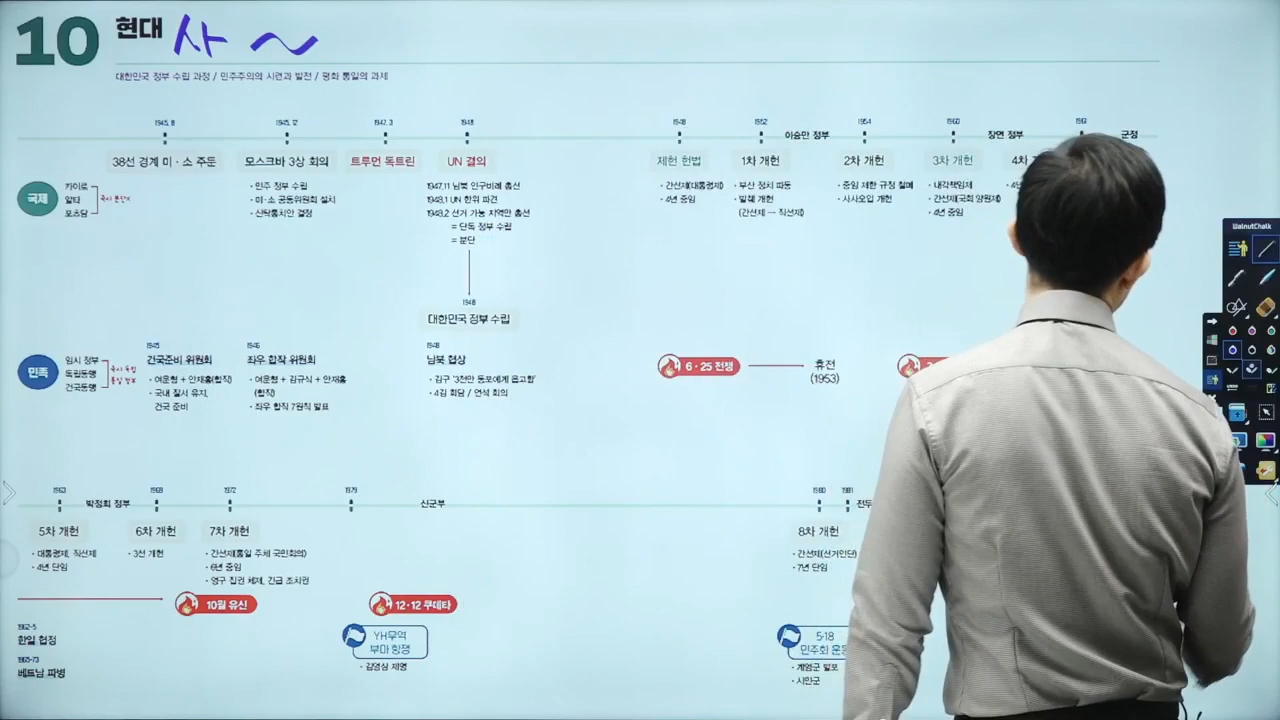 10 현대 사
대한민국 정부 수립 과정 / 민주주의의 시련과 발전 / 평화 통일의 과제
1945. 8 1945. 12 1947. 3 1948
38선 경계 미 · 소 주둔 모스크바 3상 회의 트루먼 독트린 UN 결의
국제
카이로
얄타
포츠담
· 민주 정부 수립
· 미·소 공동위원회 설치
· 신탁통치안 결정
1947.11 남북 인구비례 총선
1948.1 UN 한위 파견
1948.2 선거 가능 지역만 총선
= 단독 정부 수립
= 분단
1948
대한민국 정부 수립
민족
임시 정부
독립동맹
건국동맹
1945
건국준비 위원회
· 여운형 + 안재홍(합작)
· 국내 질서 유지,
건국 준비
1946
좌우 합작 위원회
· 여운형 + 김규식 + 안재홍
(합작)
· 좌우 합작 7원칙 발표
1948
남북 협상
· 김구 '3천만 동포에게 읍고함'
· 4김 회담 / 연석 회의
1948 1952 이승만 정부 1954 1960 장면 정부 1961 군정
제헌 헌법 1차 개헌 2차 개헌 3차 개헌 4차
· 간선제(대통령제)
· 4년 중임
· 부산 정치 파동
· 발췌 개헌
(간선제 → 직선제)
· 중임 제한 규정 철폐
· 사사오입 개헌
· 내각책임제
· 간선제(국회 양원제)
· 4년 중임
6 · 25 전쟁
휴전
(1953)
1963 박정희 정부 1969 1972 1979 신군부
5차 개헌 6차 개헌 7차 개헌
· 대통령제, 직선제
· 4년 단임
· 3선 개헌
· 간선제(통일 주체 국민회의)
· 6년 중임
· 영구 집권 체제, 긴급 조치권
10월 유신 12·12 쿠데타
1962-5
한일 협정
1965-73
베트남 파병
YH무역
부마 항쟁
· 김영삼 제명
1980 1981 전두
8차 개헌
· 간선제(선거인단)
· 7년 단임
5·18
민주화 운동
· 계엄군 발포
· 시민군
WalnutChalk